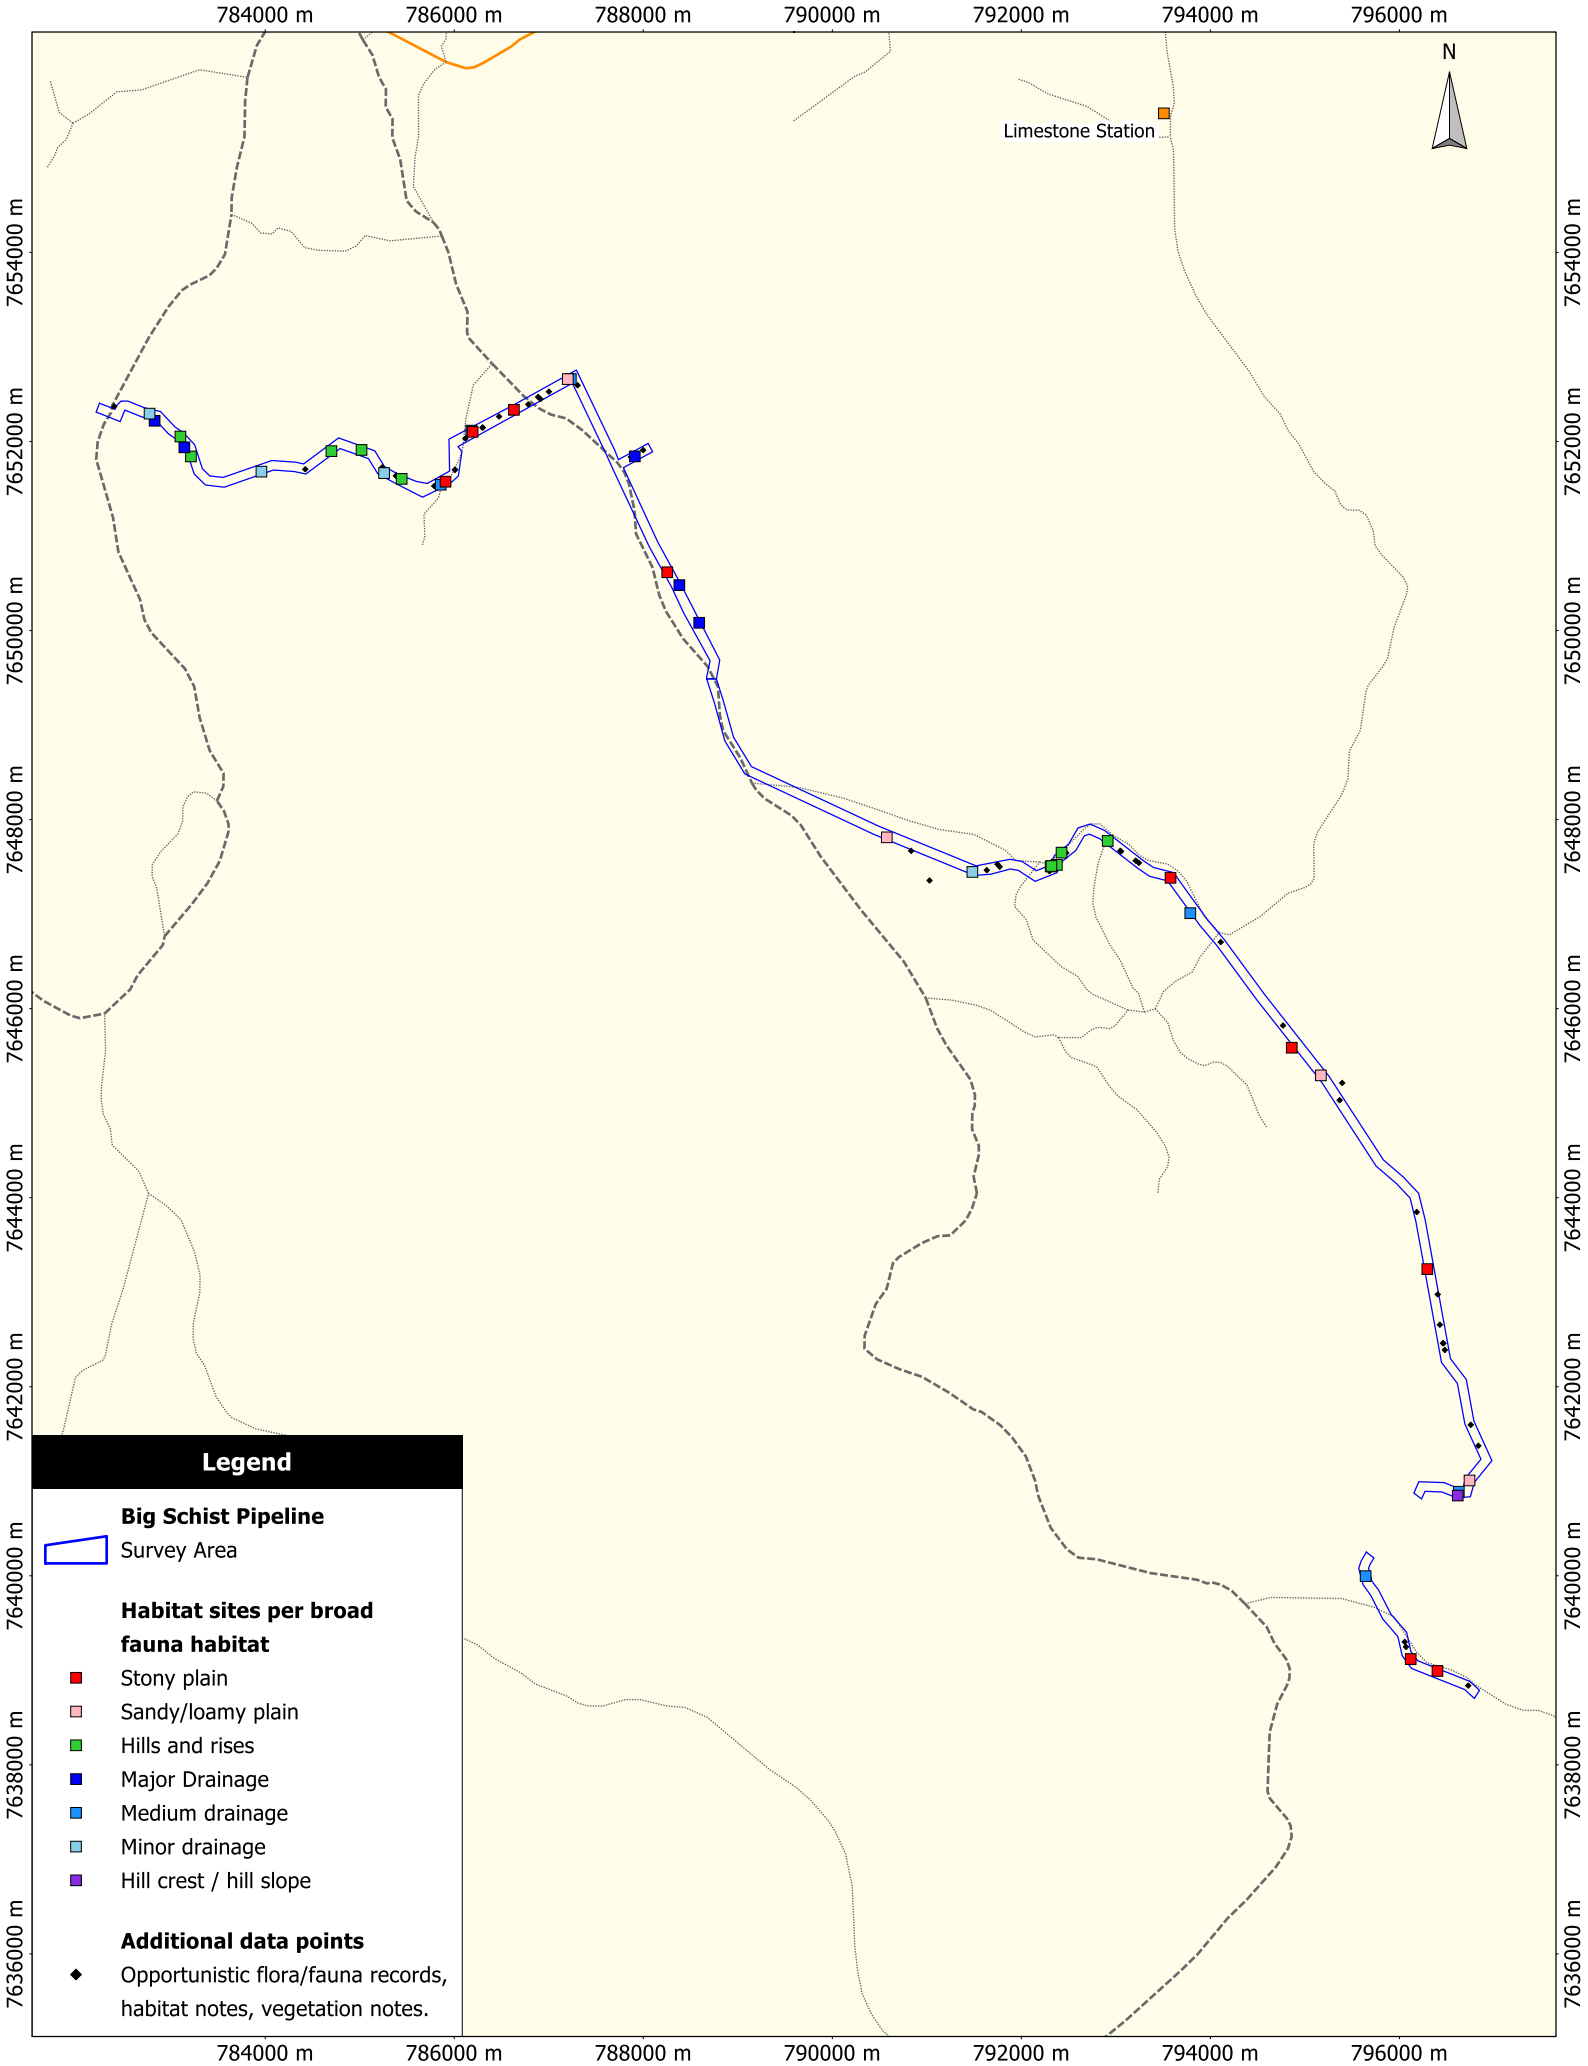 784000 m 786000 m 788000 m 790000 m 792000 m 794000 m 796000 m
N
Limestone Station
7654000 m
7652000 m
7650000 m
7648000 m
7646000 m
7644000 m
7642000 m
7640000 m
7638000 m
7636000 m
7654000 m
7652000 m
7650000 m
7648000 m
7646000 m
7644000 m
7642000 m
7640000 m
7638000 m
7636000 m
Legend
Big Schist Pipeline
Survey Area
Habitat sites per broad
fauna habitat
Stony plain
Sandy/loamy plain
Hills and rises
Major Drainage
Medium drainage
Minor drainage
Hill crest / hill slope
Additional data points
Opportunistic flora/fauna records,
habitat notes, vegetation notes.
784000 m 786000 m 788000 m 790000 m 792000 m 794000 m 796000 m